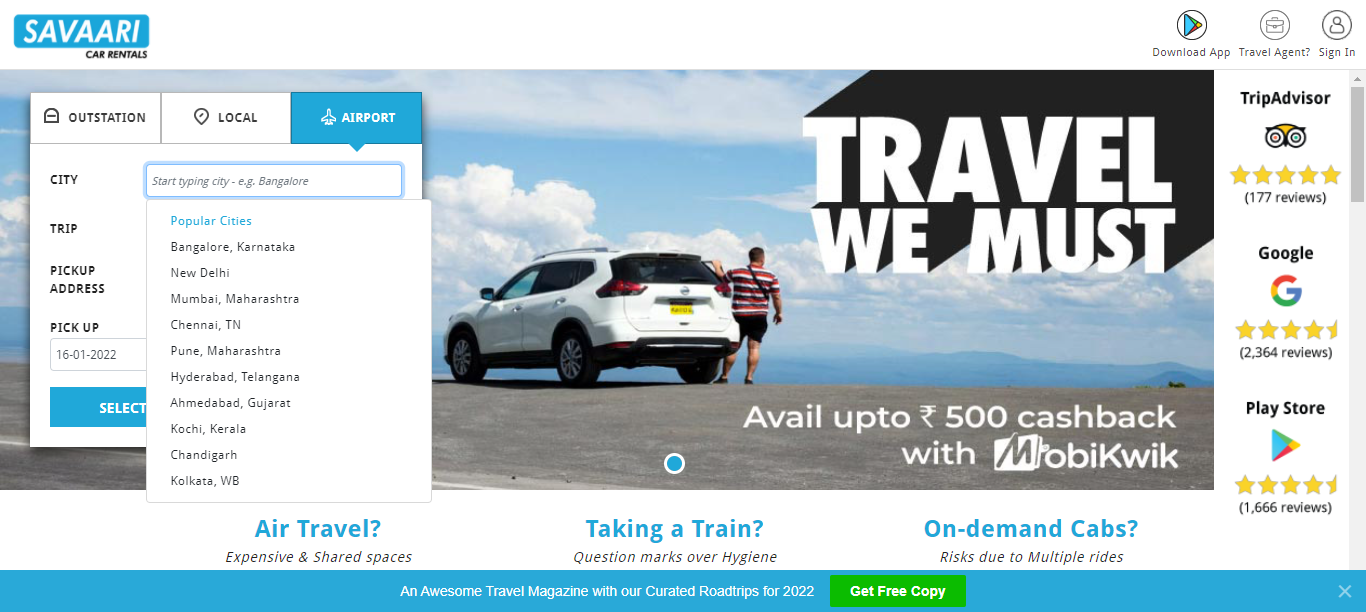 SAVAARI
CAR RENTALS
Download App
Travel Agent?
Sign In
OUTSTATION
LOCAL
AIRPORT
CITY
Start typing city - e.g. Bangalore
TRIP
PICKUP
ADDRESS
PICK UP
16-01-2022
SELECT
Popular Cities
Bangalore, Karnataka
New Delhi
Mumbai, Maharashtra
Chennai, TN
Pune, Maharashtra
Hyderabad, Telangana
Ahmedabad, Gujarat
Kochi, Kerala
Chandigarh
Kolkata, WB
TRAVEL
WE MUST
Avail upto ₹ 500 cashback
with MobiKwik
TripAdvisor
(177 reviews)
Google
(2,364 reviews)
Play Store
(1,666 reviews)
Air Travel?
Expensive & Shared spaces
Taking a Train?
Question marks over Hygiene
On-demand Cabs?
Risks due to Multiple rides
An Awesome Travel Magazine with our Curated Roadtrips for 2022
Get Free Copy